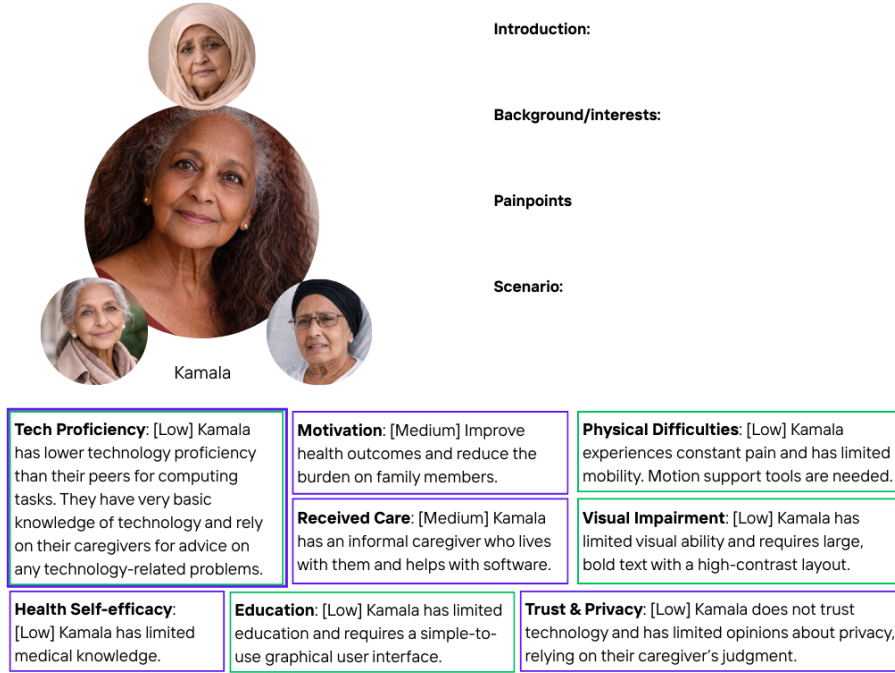 Introduction:
Background/interests:
Painpoints
Scenario:
Kamala
Tech Proficiency: [Low] Kamala
has lower technology proficiency
than their peers for computing
tasks. They have very basic
knowledge of technology and rely
on their caregivers for advice on
any technology-related problems.
Motivation: [Medium] Improve
health outcomes and reduce the
burden on family members.
Physical Difficulties: [Low] Kamala
experiences constant pain and has limited
mobility. Motion support tools are needed.
Received Care: [Medium] Kamala
has an informal caregiver who lives
with them and helps with software.
Visual Impairment: [Low] Kamala has
limited visual ability and requires large,
bold text with a high-contrast layout.
Health Self-efficacy:
[Low] Kamala has limited
medical knowledge.
Education: [Low] Kamala has limited
education and requires a simple-to-
use graphical user interface.
Trust & Privacy: [Low] Kamala does not trust
technology and has limited opinions about privacy,
relying on their caregiver's judgment.